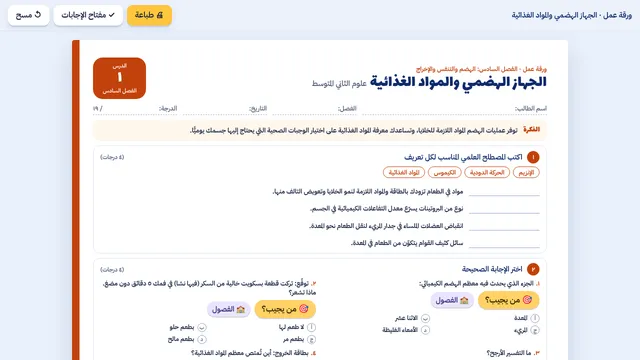 ورقة عمل · الجهاز الهضمي والمواد الغذائية
🖨 طباعة
✓ مفتاح الإجابات
↺ مسح
ورقة عمل · الفصل السادس: الهضم والتنفس والإخراج
الجهاز الهضمي والمواد الغذائية علوم الثاني المتوسط
الدرس
١
الفصل السادس
اسم الطالب:
الفصل:
التاريخ:
الدرجة:
/ ١٩
الفكرة توفر عمليات الهضم المواد اللازمة للخلايا، وتساعدك معرفة المواد الغذائية على اختيار الوجبات الصحية التي يحتاج إليها جسمك يوميًّا.
١ اكتب المصطلح العلمي المناسب لكل تعريف
(٤ درجات)
الإنزيم
الحركة الدودية
الكيموس
المواد الغذائية
مواد في الطعام تزودك بالطاقة والمواد اللازمة لنمو الخلايا وتعويض التالف منها.
نوع من البروتينات يسرّع معدل التفاعلات الكيميائية في الجسم.
انقباض العضلات الملساء في جدار المريء لنقل الطعام نحو المعدة.
سائل كثيف القوام يتكوّن من الطعام في المعدة.
٢ اختر الإجابة الصحيحة
(٤ درجات)
١. الجزء الذي يحدث فيه معظم الهضم الكيميائي:
🎯 من يجيب؟
🏫 الفصول
أ المعدة
ب الاثنا عشر
ج المريء
د الأمعاء الغليظة
٢. توقّع: تركت قطعة بسكويت خالية من السكر (فيها نشا) في فمك ٥ دقائق دون مضغ.
ماذا تشعر؟
🎯 من يجيب؟
🏫 الفصول
أ لا طعم لها
ب بطعم حلو
ج بطعم مر
د بطعم مالح
٣. ما التفسير الأرجح؟
٤. بطاقة الخروج: أين تُمتص معظم المواد الغذائية؟